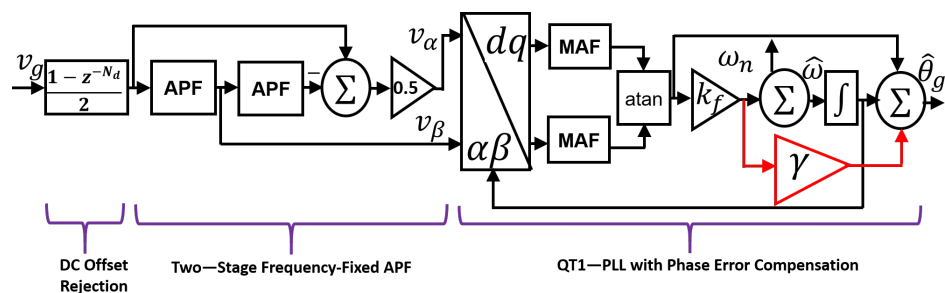 v_g
1 − z^{−N_d}
2
APF
APF
−
Σ
0.5
v_α
v_β
dq
αβ
MAF
MAF
atan
k_f
ω_n
Σ
ω̂
∫
γ
Σ
θ̂_g
DC Offset
Rejection
Two—Stage Frequency-Fixed APF
QT1—PLL with Phase Error Compensation